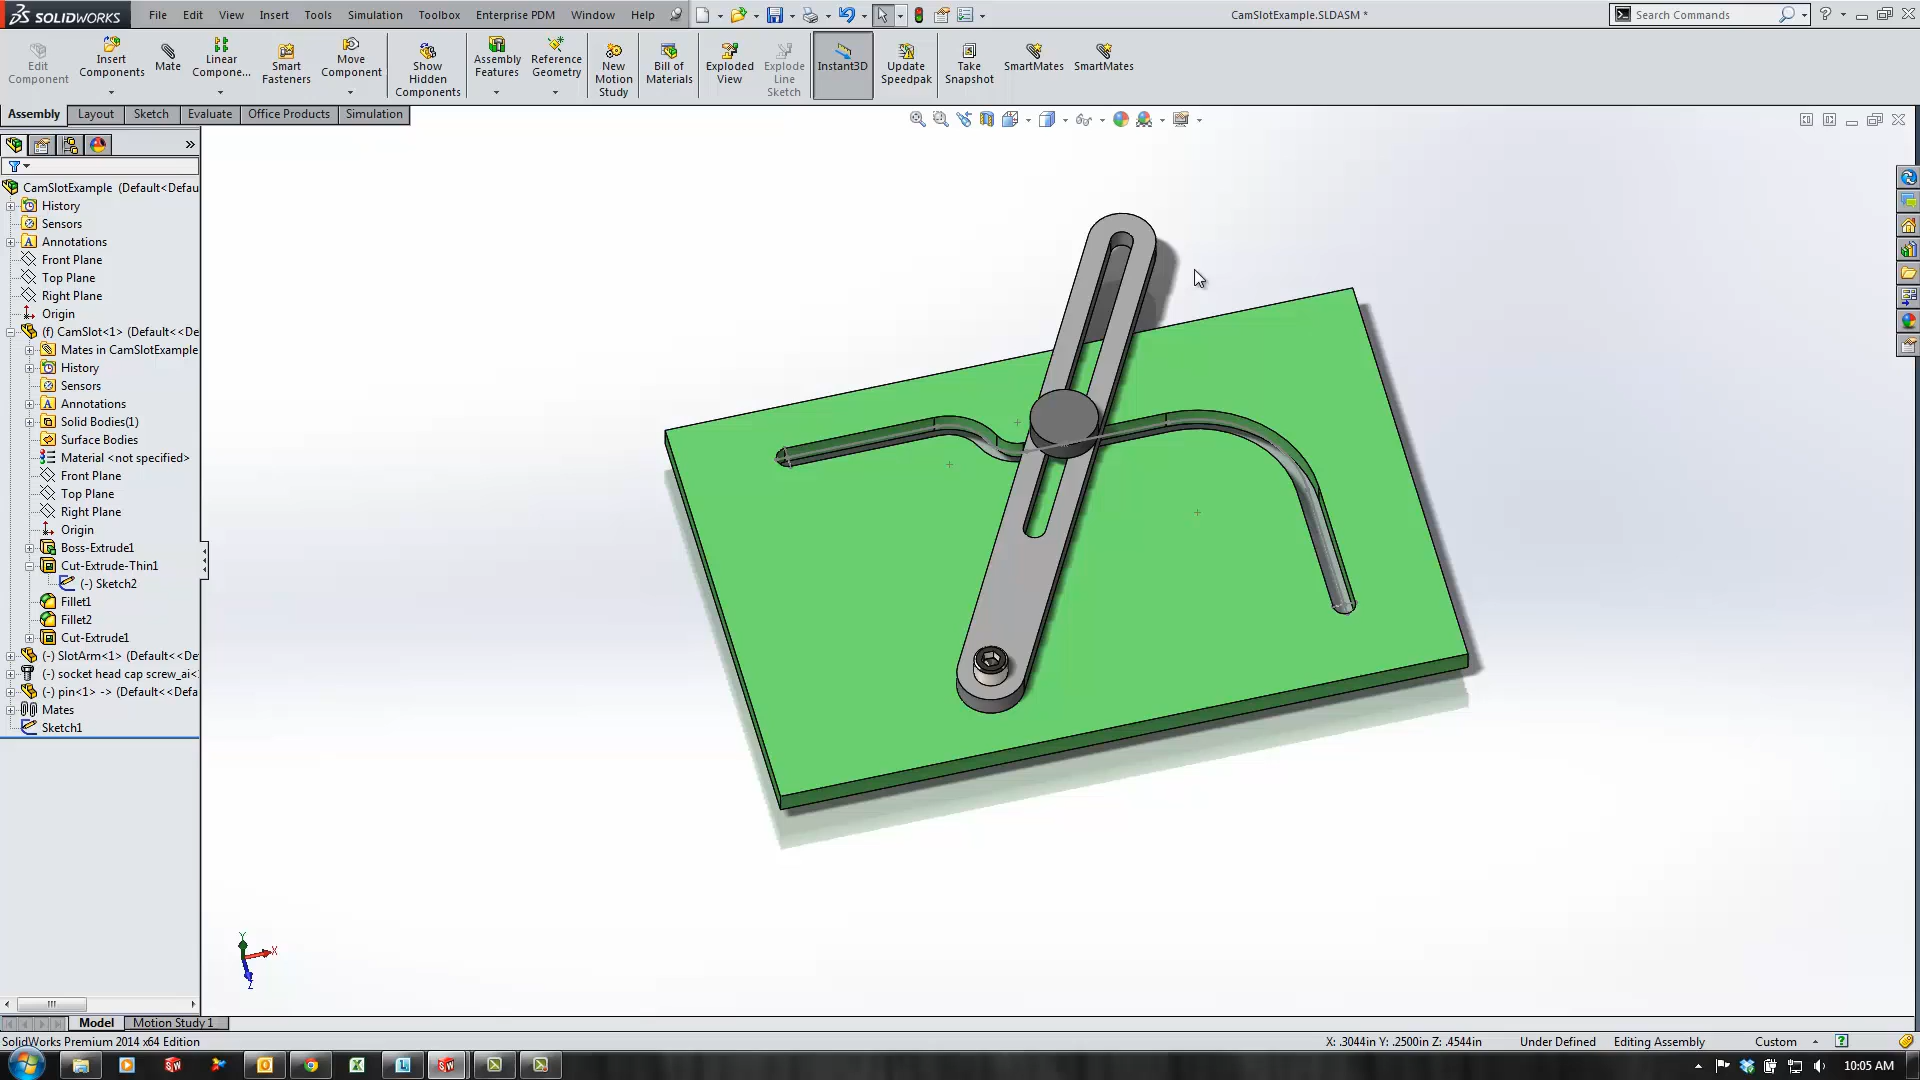 SOLIDWORKS File Edit View Insert Tools Simulation Toolbox Enterprise PDM Window Help CamSlotExample.SLDASM * Search Commands ?
Edit Component
Insert Components
Mate
Linear Compone...
Smart Fasteners
Move Component
Show Hidden Components
Assembly Features
Reference Geometry
New Motion Study
Bill of Materials
Exploded View
Explode Line Sketch
Instant3D
Update Speedpak
Take Snapshot
SmartMates
SmartMates
Assembly Layout Sketch Evaluate Office Products Simulation
CamSlotExample (Default<Defau
History
Sensors
Annotations
Front Plane
Top Plane
Right Plane
Origin
(f) CamSlot<1> (Default<<De
Mates in CamSlotExample
History
Sensors
Annotations
Solid Bodies(1)
Surface Bodies
Material <not specified>
Front Plane
Top Plane
Right Plane
Origin
Boss-Extrude1
Cut-Extrude-Thin1
(-) Sketch2
Fillet1
Fillet2
Cut-Extrude1
(-) SlotArm<1> (Default<<De
(-) socket head cap screw_ai<
(-) pin<1> -> (Default<<Defa
Mates
Sketch1
Y
X
Z
Model Motion Study 1
SolidWorks Premium 2014 x64 Edition X: .3044in Y: .2500in Z: .4544in Under Defined Editing Assembly Custom ?
10:05 AM